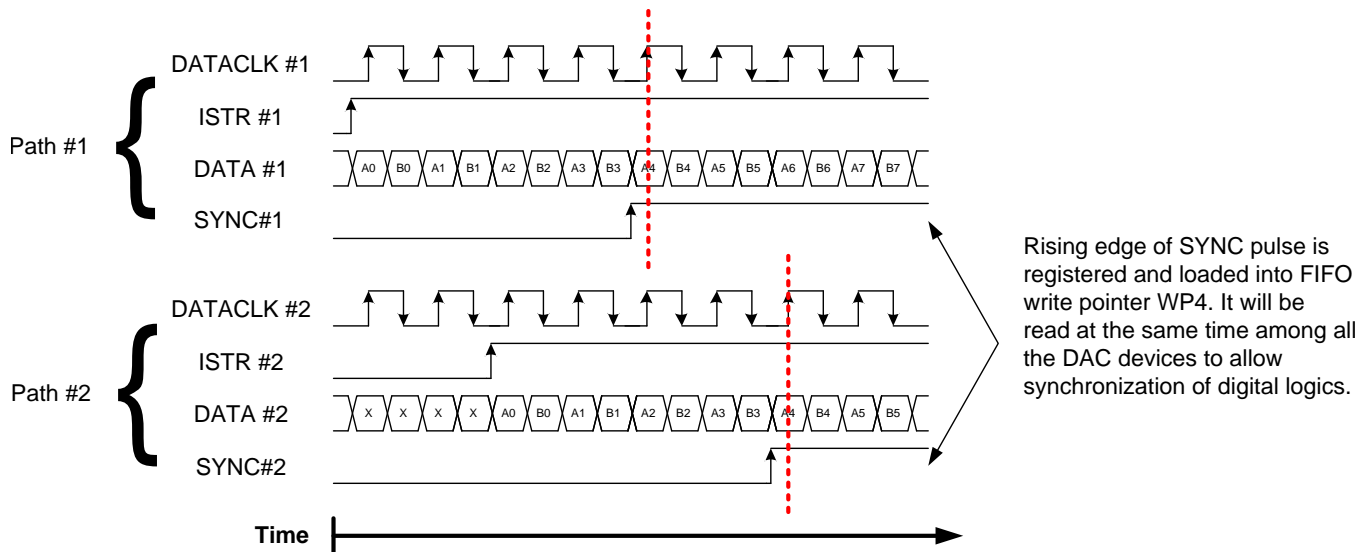 DATACLK #1
ISTR #1
Path #1
DATA #1
A0 B0 A1 B1 A2 B2 A3 B3 A4 B4 A5 B5 A6 B6 A7 B7
SYNC#1
DATACLK #2
ISTR #2
Path #2
DATA #2
X X X X A0 B0 A1 B1 A2 B2 A3 B3 A4 B4 A5 B5
SYNC#2
Time
Rising edge of SYNC pulse is
registered and loaded into FIFO
write pointer WP4. It will be
read at the same time among all
the DAC devices to allow
synchronization of digital logics.